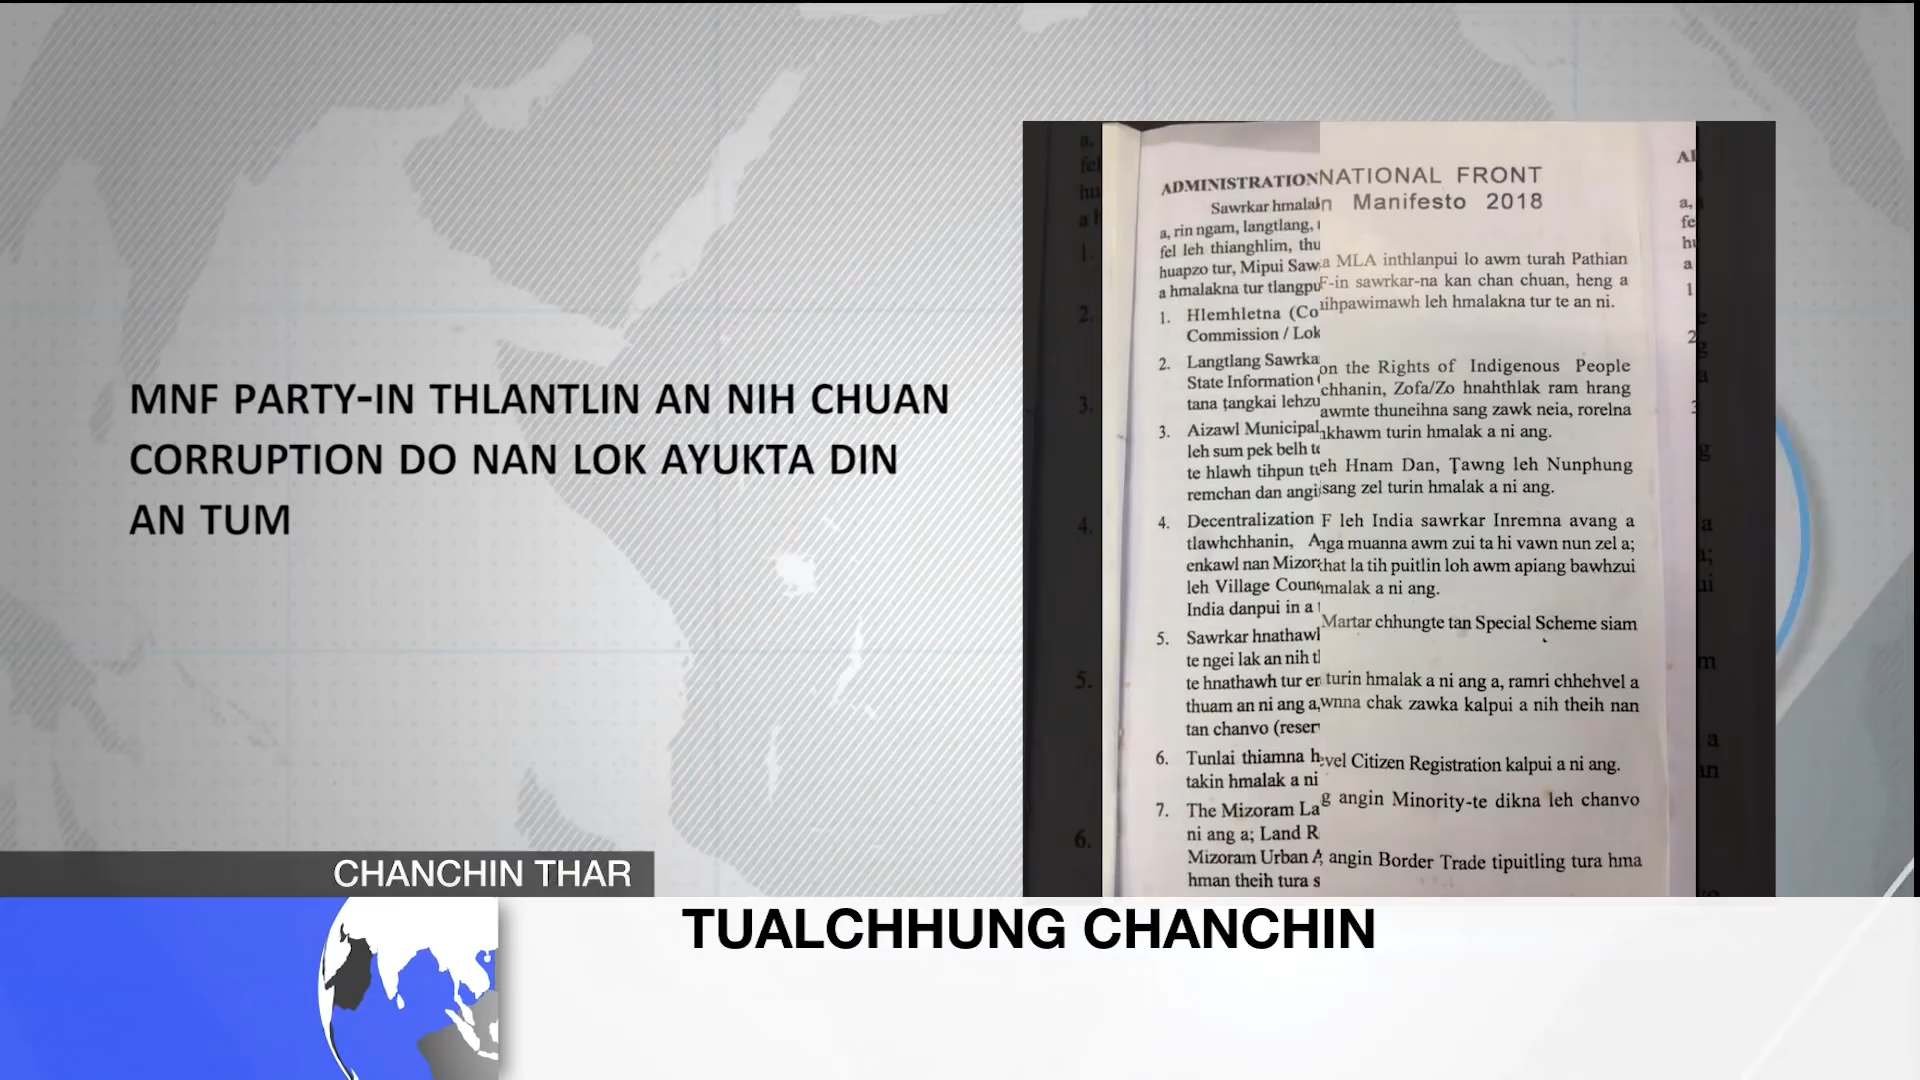 MNF PARTY-IN THLANTLIN AN NIH CHUAN
CORRUPTION DO NAN LOK AYUKTA DIN
AN TUM
ADMINISTRATION
Sawrkar hmalak
a, rin ngam, langtlang,
fel leh thianghlim, thu
huapzo tur, Mipui Saw
a hmalakna tur tlangpu
1. Hlemhletna (Co
Commission / Lok
2. Langtlang Sawrka
State Information
tana ṭangkai lehzu
3. Aizawl Municipal
leh sum pek belh te
te hlawh tihpun tu
remchan dan angi
4. Decentralization
tlawhchhanin, A
enkawl nan Mizor
leh Village Coun
India danpui in a
5. Sawrkar hnathawl
te ngei lak an nih tl
te hnathawh tur er
thuam an ni ang a,
tan chanvo (reser
6. Tunlai thiamna h
takin hmalak a ni
7. The Mizoram La
ni ang a; Land R
Mizoram Urban A
hman theih tura s
NATIONAL FRONT
n Manifesto 2018
a MLA inthlanpui lo awm turah Pathian
F-in sawrkar-na kan chan chuan, heng a
ihpawimawh leh hmalakna tur te an ni.
on the Rights of Indigenous People
chhanin, Zofa/Zo hnahthlak ram hrang
awmte thuneihna sang zawk neia, rorelna
khawm turin hmalak a ni ang.
eh Hnam Dan, Ṭawng leh Nunphung
sang zel turin hmalak a ni ang.
F leh India sawrkar Inremna avang a
nga muanna awm zui ta hi vawn nun zel a;
hat la tih puitlin loh awm apiang bawhzui
malak a ni ang.
Martar chhungte tan Special Scheme siam
turin hmalak a ni ang a, ramri chhehvel a
wnna chak zawka kalpui a nih theih nan
vel Citizen Registration kalpui a ni ang.
g angin Minority-te dikna leh chanvo
angin Border Trade tipuitling tura hma
CHANCHIN THAR
TUALCHHUNG CHANCHIN